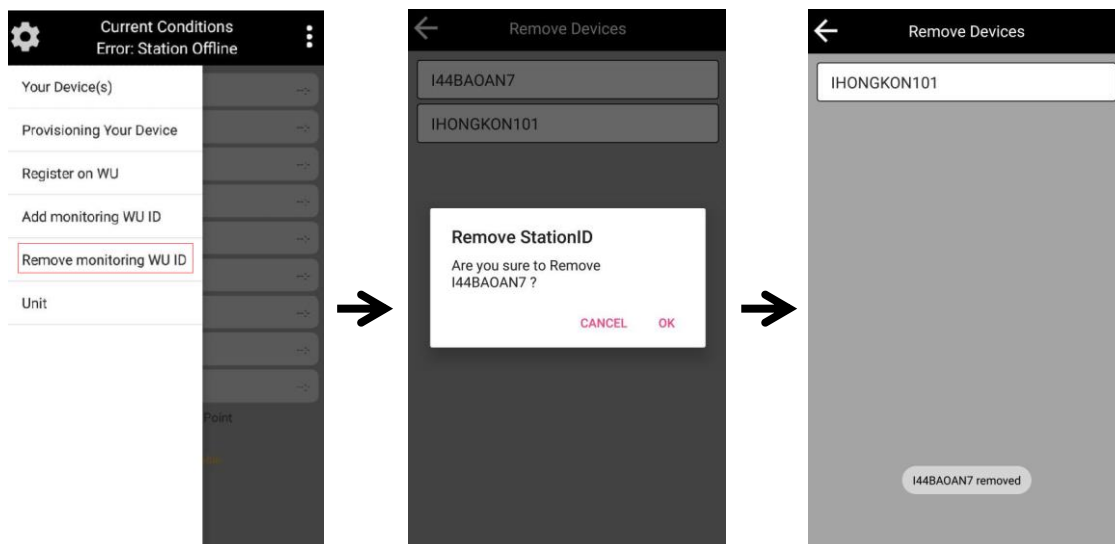 Current Conditions
Error: Station Offline
Your Device(s)
Provisioning Your Device
Register on WU
Add monitoring WU ID
Remove monitoring WU ID
Unit
--:-
--:-
--:-
--:-
--:-
--:-
--:-
--:-
--:-
Point
Remove Devices
I44BAOAN7
IHONGKON101
Remove StationID
Are you sure to Remove
I44BAOAN7 ?
CANCEL OK
Remove Devices
IHONGKON101
I44BAOAN7 removed